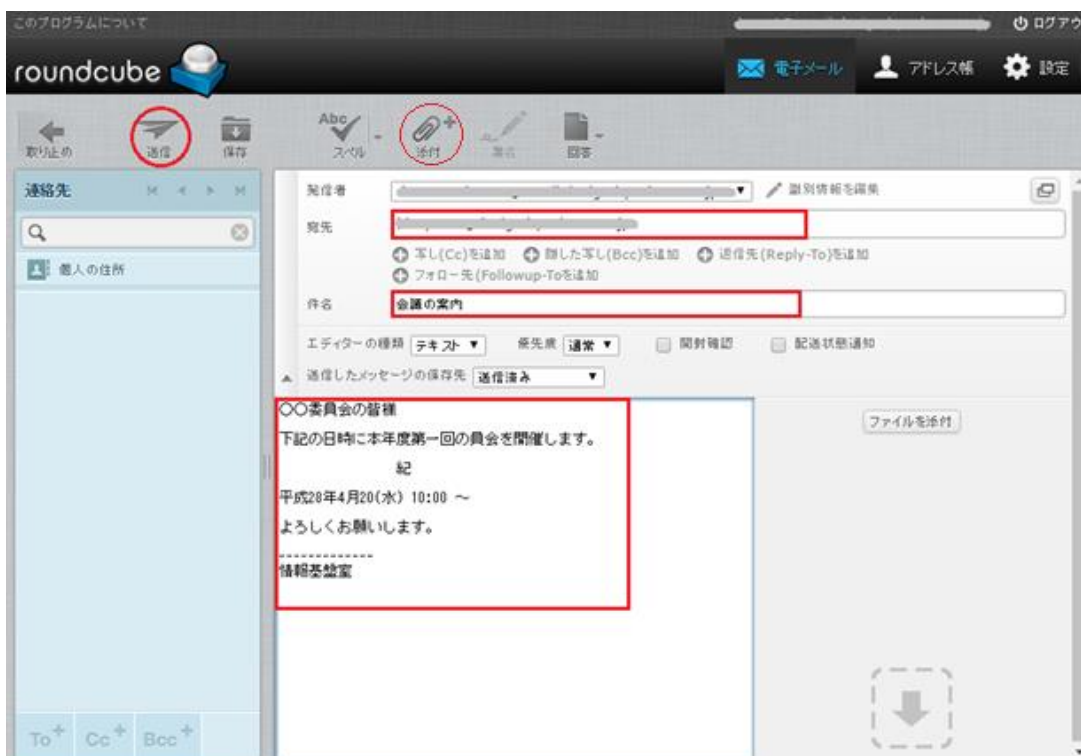 このプログラムについて
ログアウ
roundcube
電子メール アドレス帳 設定
取り止め 送信 保存 Abc スペル 添付 署名 回答
連絡先
個人の住所
発信者 識別情報を編集
宛先
写し(Cc)を追加 隠した写し(Bcc)を追加 返信先(Reply-To)を追加
フォロー先(Followup-Toを追加
件名 会議の案内
エディターの種類 テキスト 優先度 通常 開封確認 配送状態通知
送信したメッセージの保存先 送信済み
〇〇委員会の皆様
下記の日時に本年度第一回の員会を開催します。
紀
平成28年4月20(水) 10:00 ～
よろしくお願いします。
-------------
情報基盤室
ファイルを添付
To+ Cc+ Bcc+